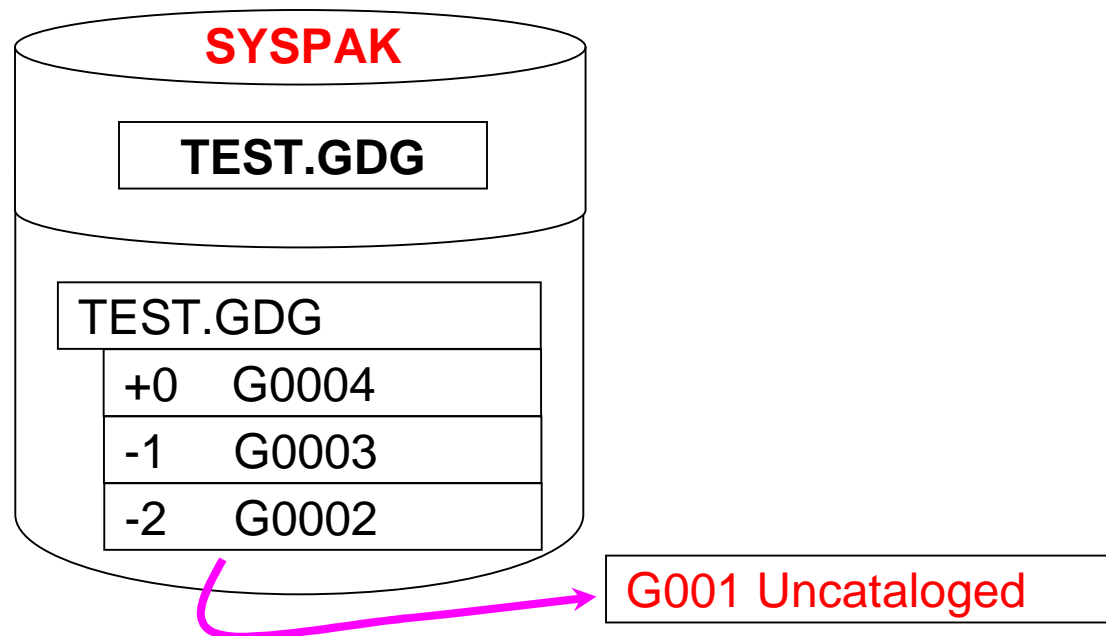 SYSPAK
TEST.GDG
TEST.GDG
+0 G0004
-1 G0003
-2 G0002
G001 Uncataloged